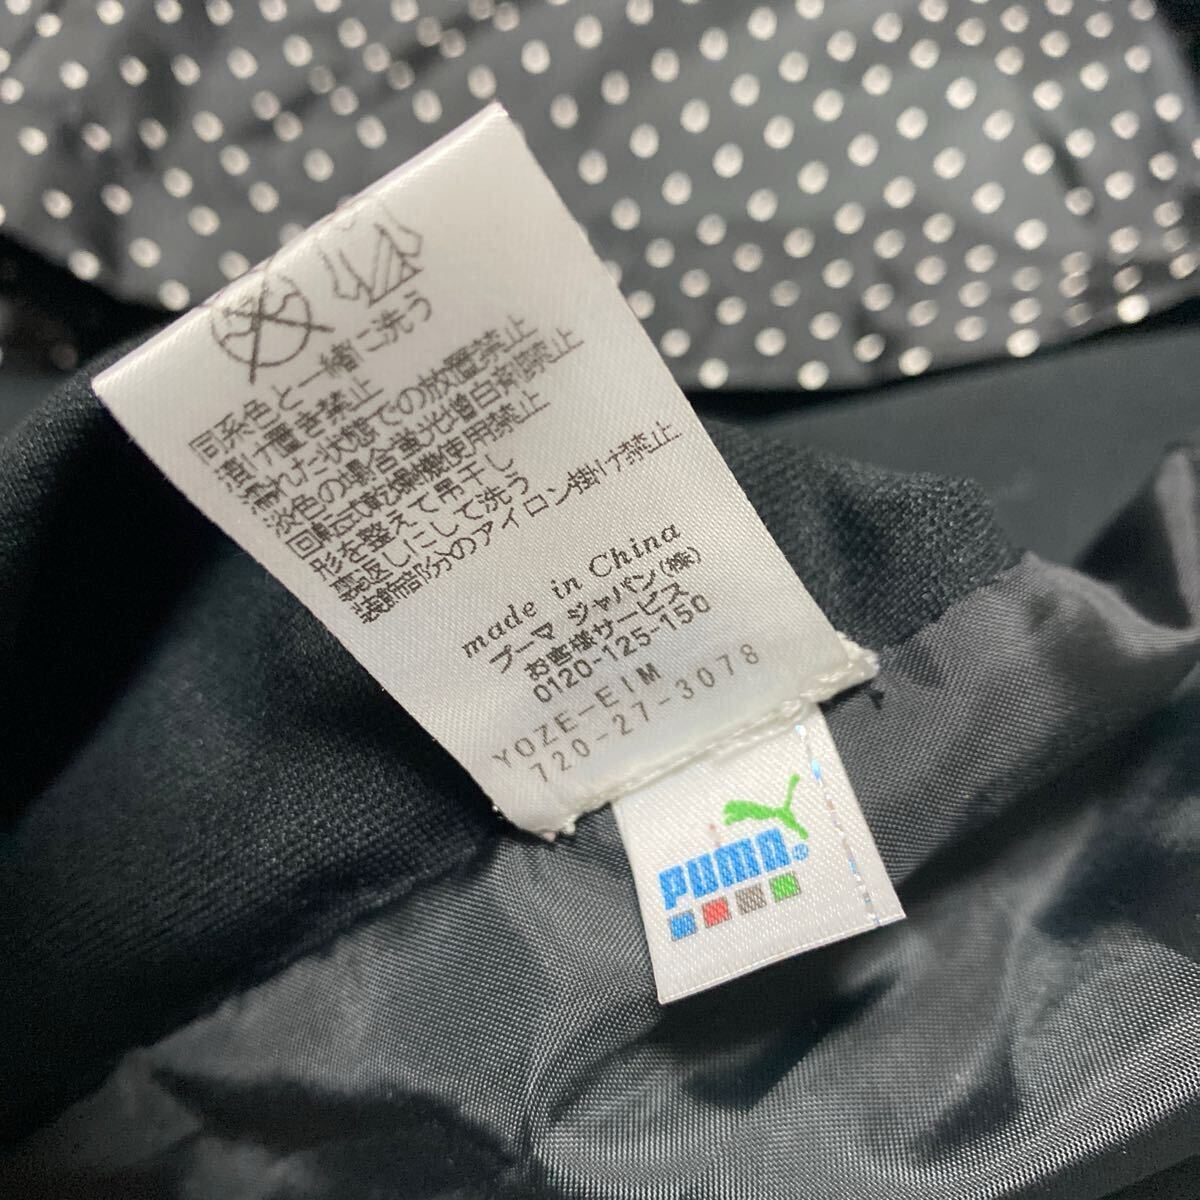 同系色と一緒に洗う
漬け置き禁止
濡れた状態での放置禁止
淡色の場合蛍光増白剤禁止
回転式乾燥機使用禁止
形を整えて吊干し
裏返しにして洗う
装飾部分のアイロン掛け禁止
made in China
プーマ ジャパン(株)
お客様サービス
0120-125-150
YOZE-EIM
720-27-3078
PUMA®